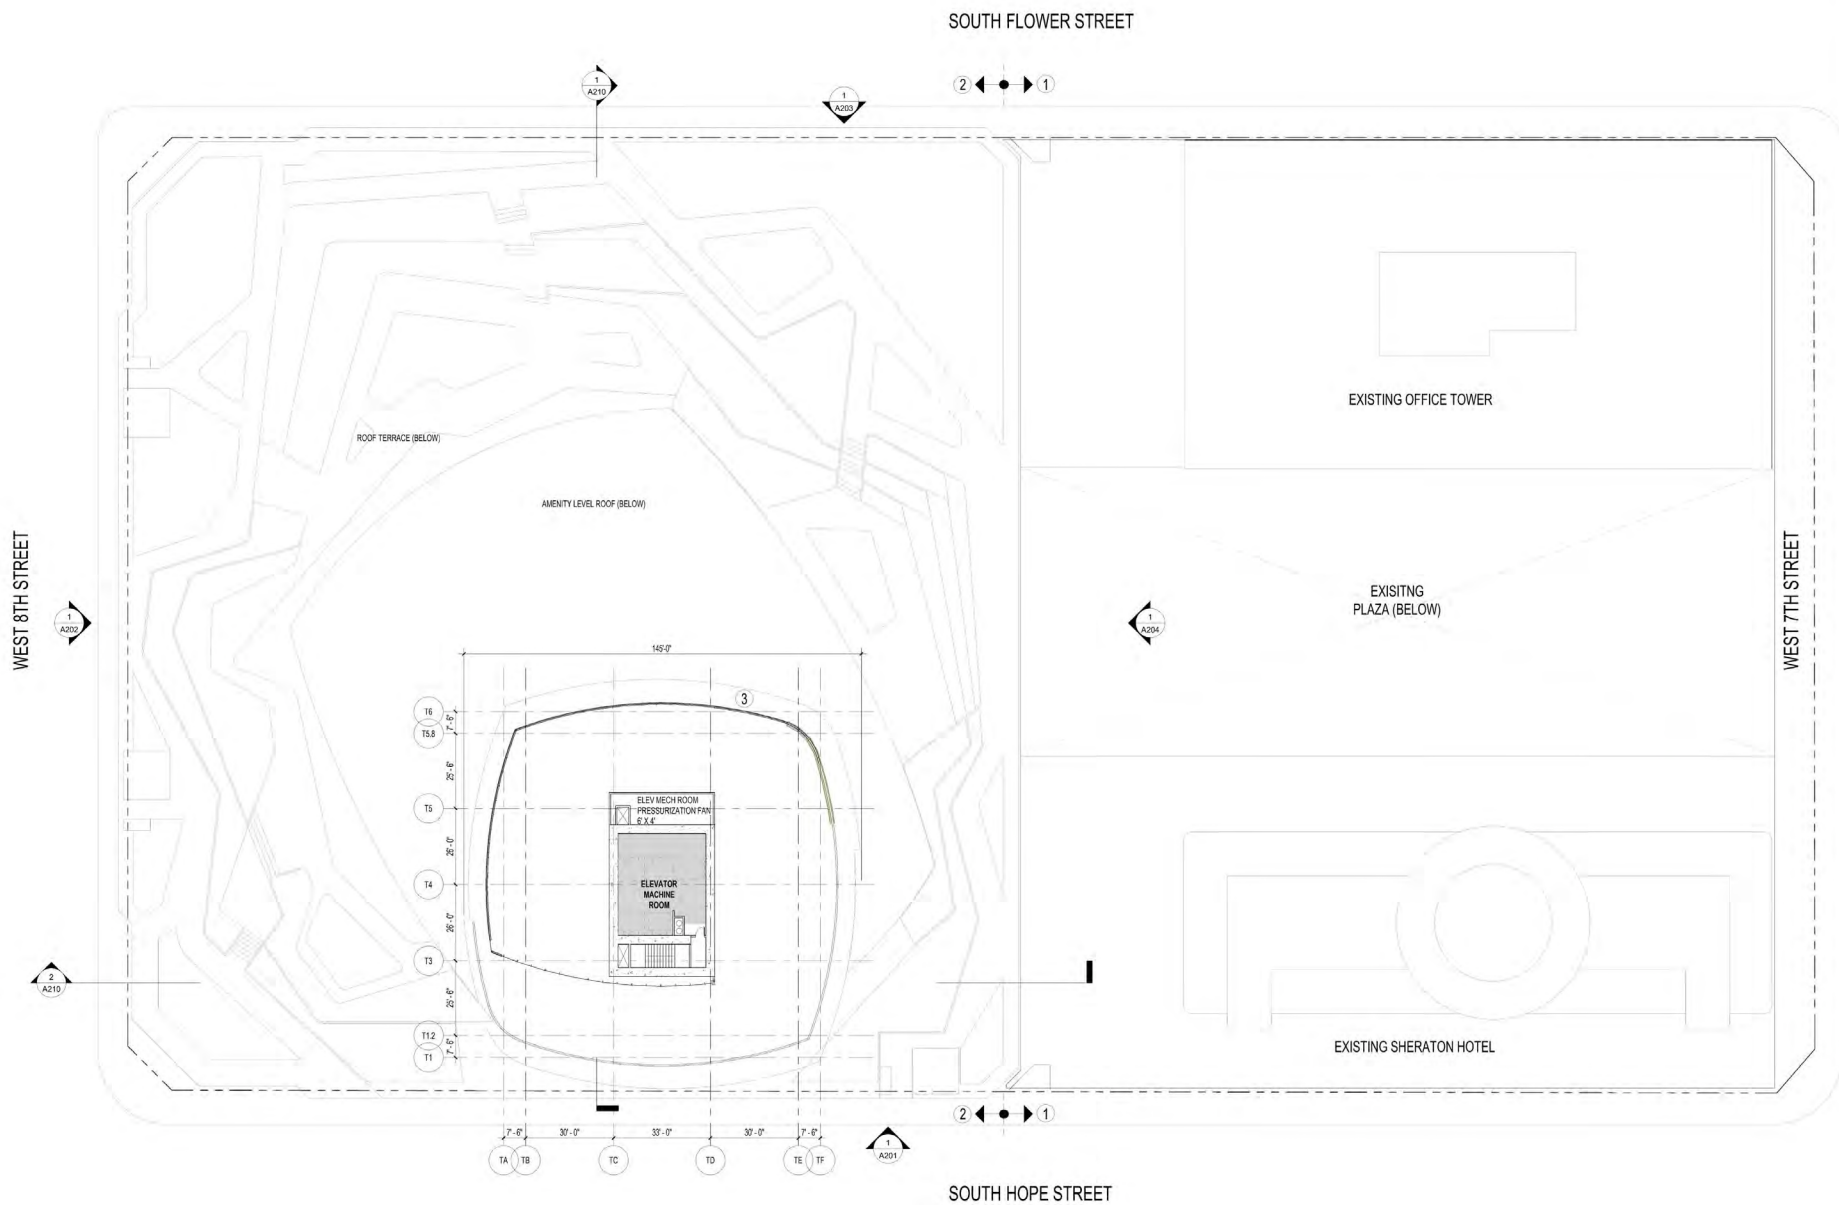 SOUTH FLOWER STREET
1
A210
1
A203
2
1
EXISTING OFFICE TOWER
ROOF TERRACE (BELOW)
AMENITY LEVEL ROOF (BELOW)
WEST 8TH STREET
WEST 7TH STREET
EXISITNG
PLAZA (BELOW)
1
A202
1
A204
145'-0"
3
T6
7'-6"
T5.8
25'-6"
T5
ELEV MECH ROOM
PRESSURIZATION FAN
6' X 4'
26'-0"
T4
ELEVATOR
MACHINE
ROOM
26'-0"
T3
2
A210
25'-6"
T1.2
7'-6"
T1
EXISTING SHERATON HOTEL
2
1
7'-6"
30'-0"
33'-0"
30'-0"
7'-6"
1
A201
TA
TB
TC
TD
TE
TF
SOUTH HOPE STREET